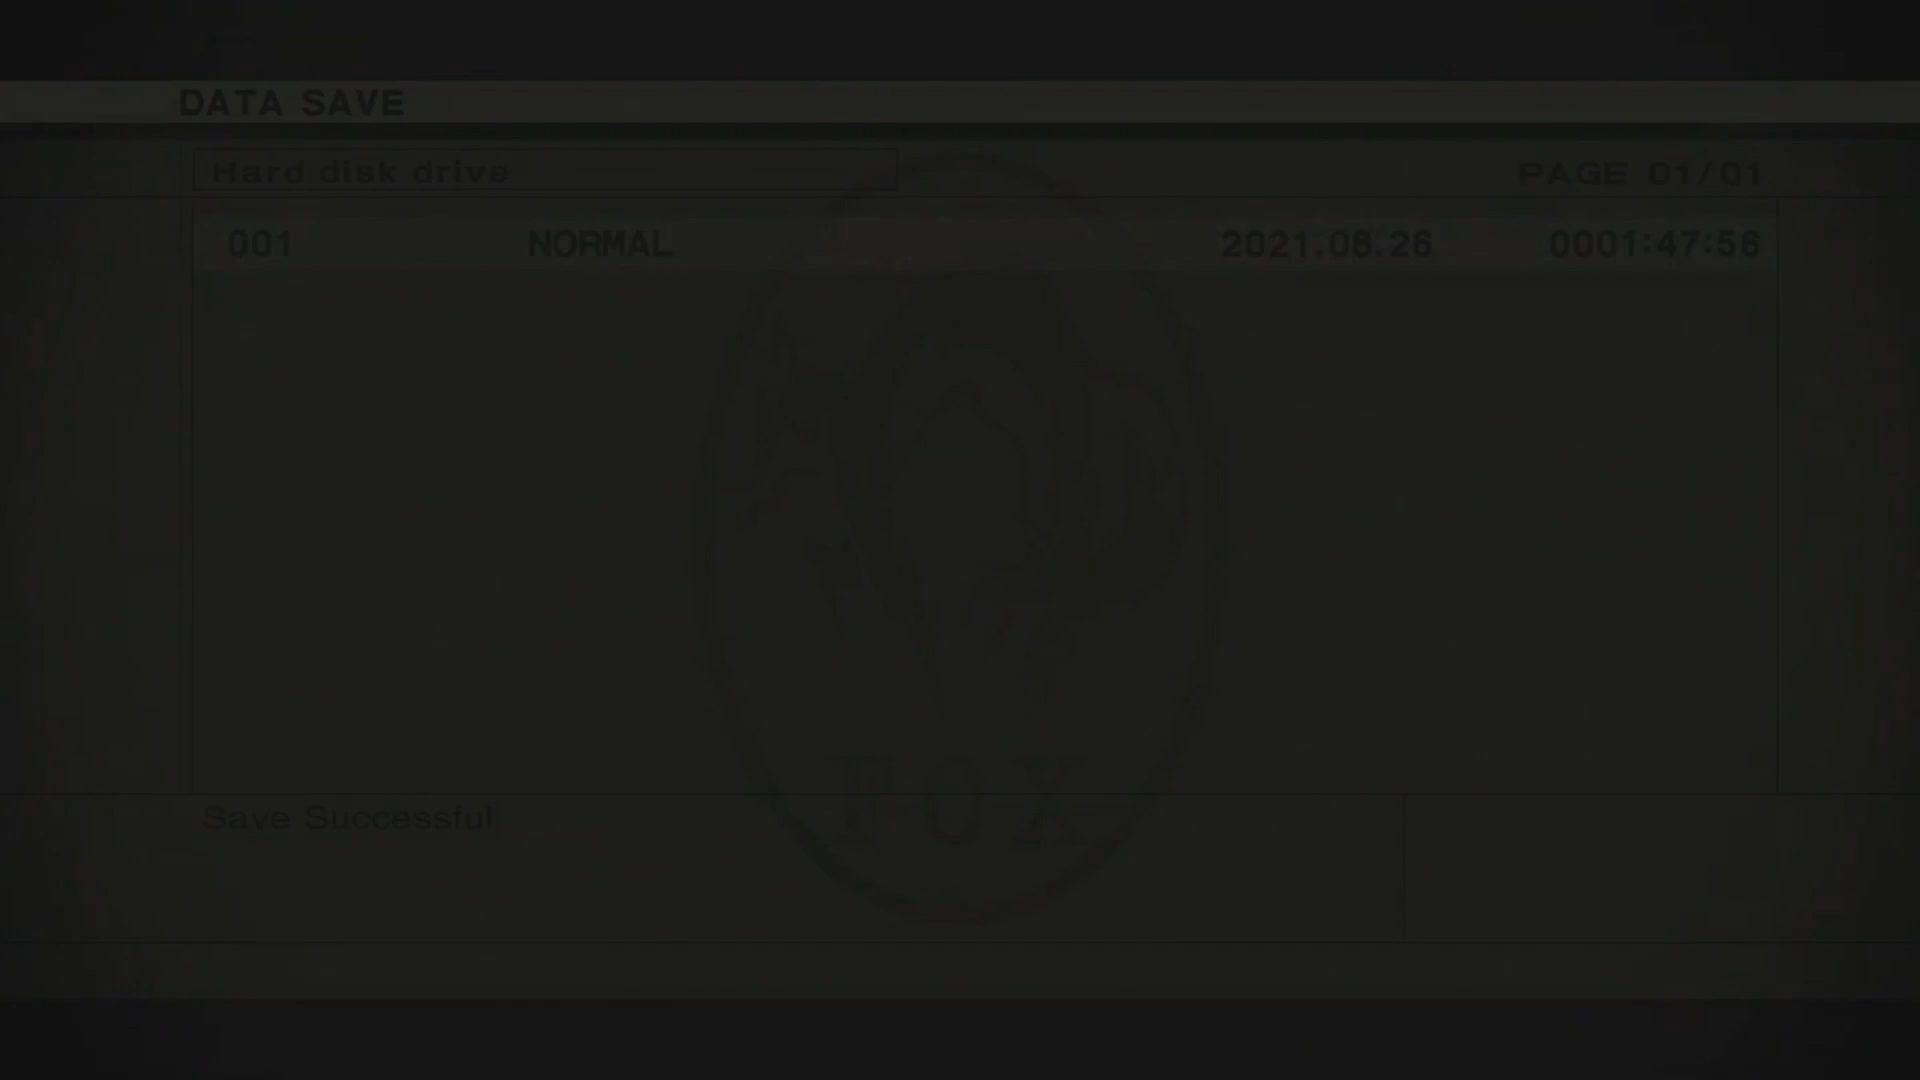 DATA SAVE
Hard disk drive PAGE 01/01
001 NORMAL 2021.08.26 0001:47:56
FOX
Save Successful